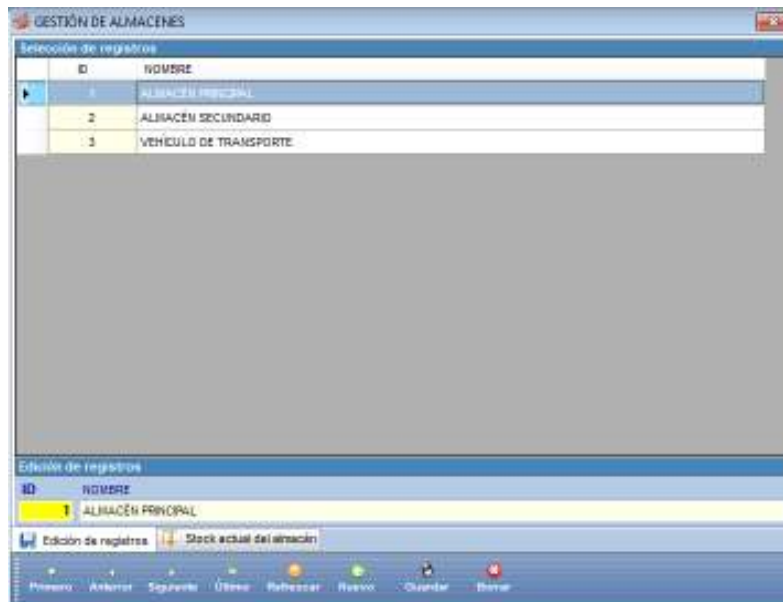 GESTIÓN DE ALMACENES
Selección de registros
ID NOMBRE
1 ALMACÉN PRINCIPAL
2 ALMACÉN SECUNDARIO
3 VEHÍCULO DE TRANSPORTE
Edición de registros
ID NOMBRE
1 ALMACÉN PRINCIPAL
Edición de registros Stock actual del almacén
Primero Anterior Siguiente Último Refrescar Nuevo Guardar Borrar